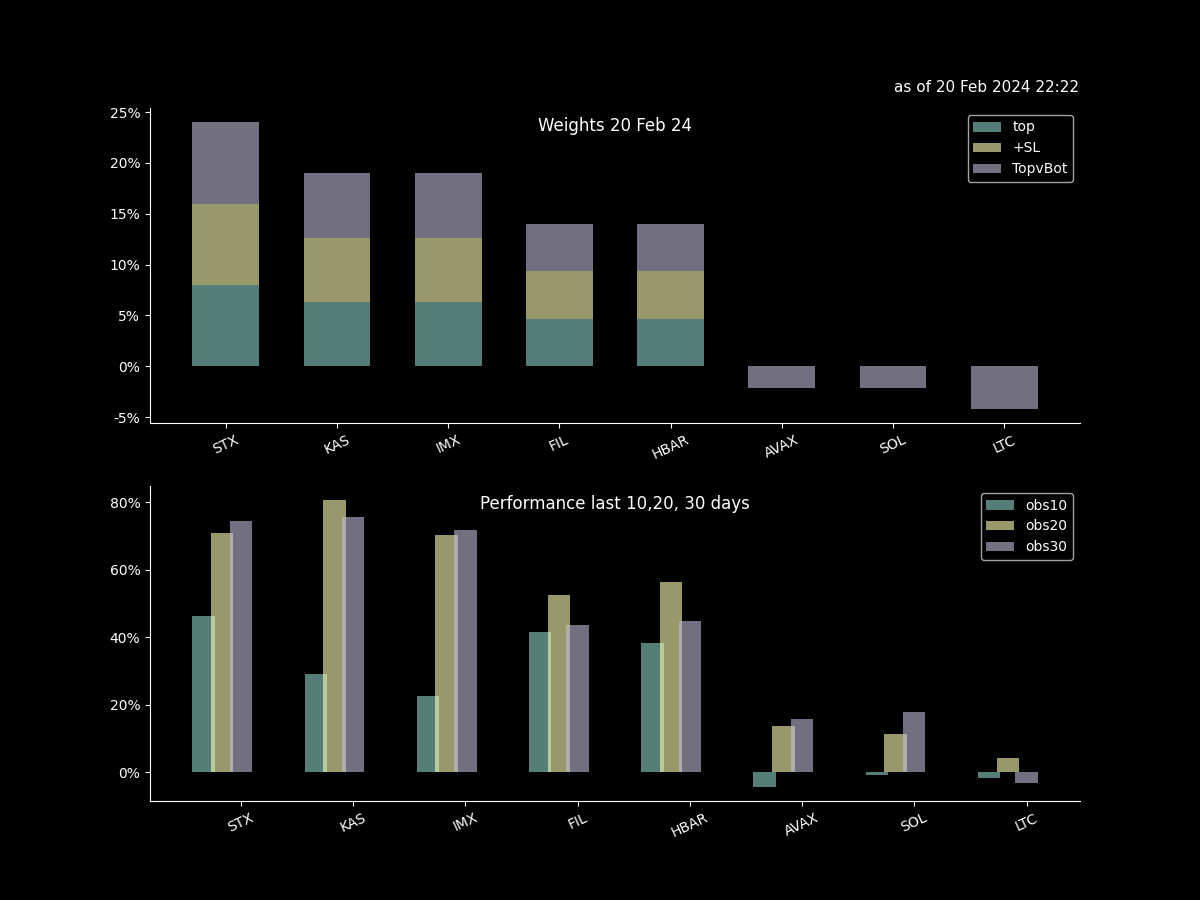 as of 20 Feb 2024 22:22
Weights 20 Feb 24
top
+SL
TopvBot
25%
20%
15%
10%
5%
0%
-5%
STX KAS IMX FIL HBAR AVAX SOL LTC
Performance last 10,20, 30 days
obs10
obs20
obs30
80%
60%
40%
20%
0%
STX KAS IMX FIL HBAR AVAX SOL LTC